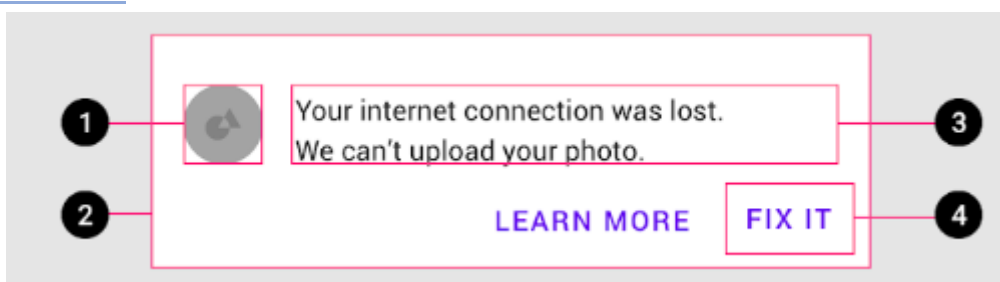 1
Your internet connection was lost.
3
We can't upload your photo.
2
LEARN MORE
FIX IT
4